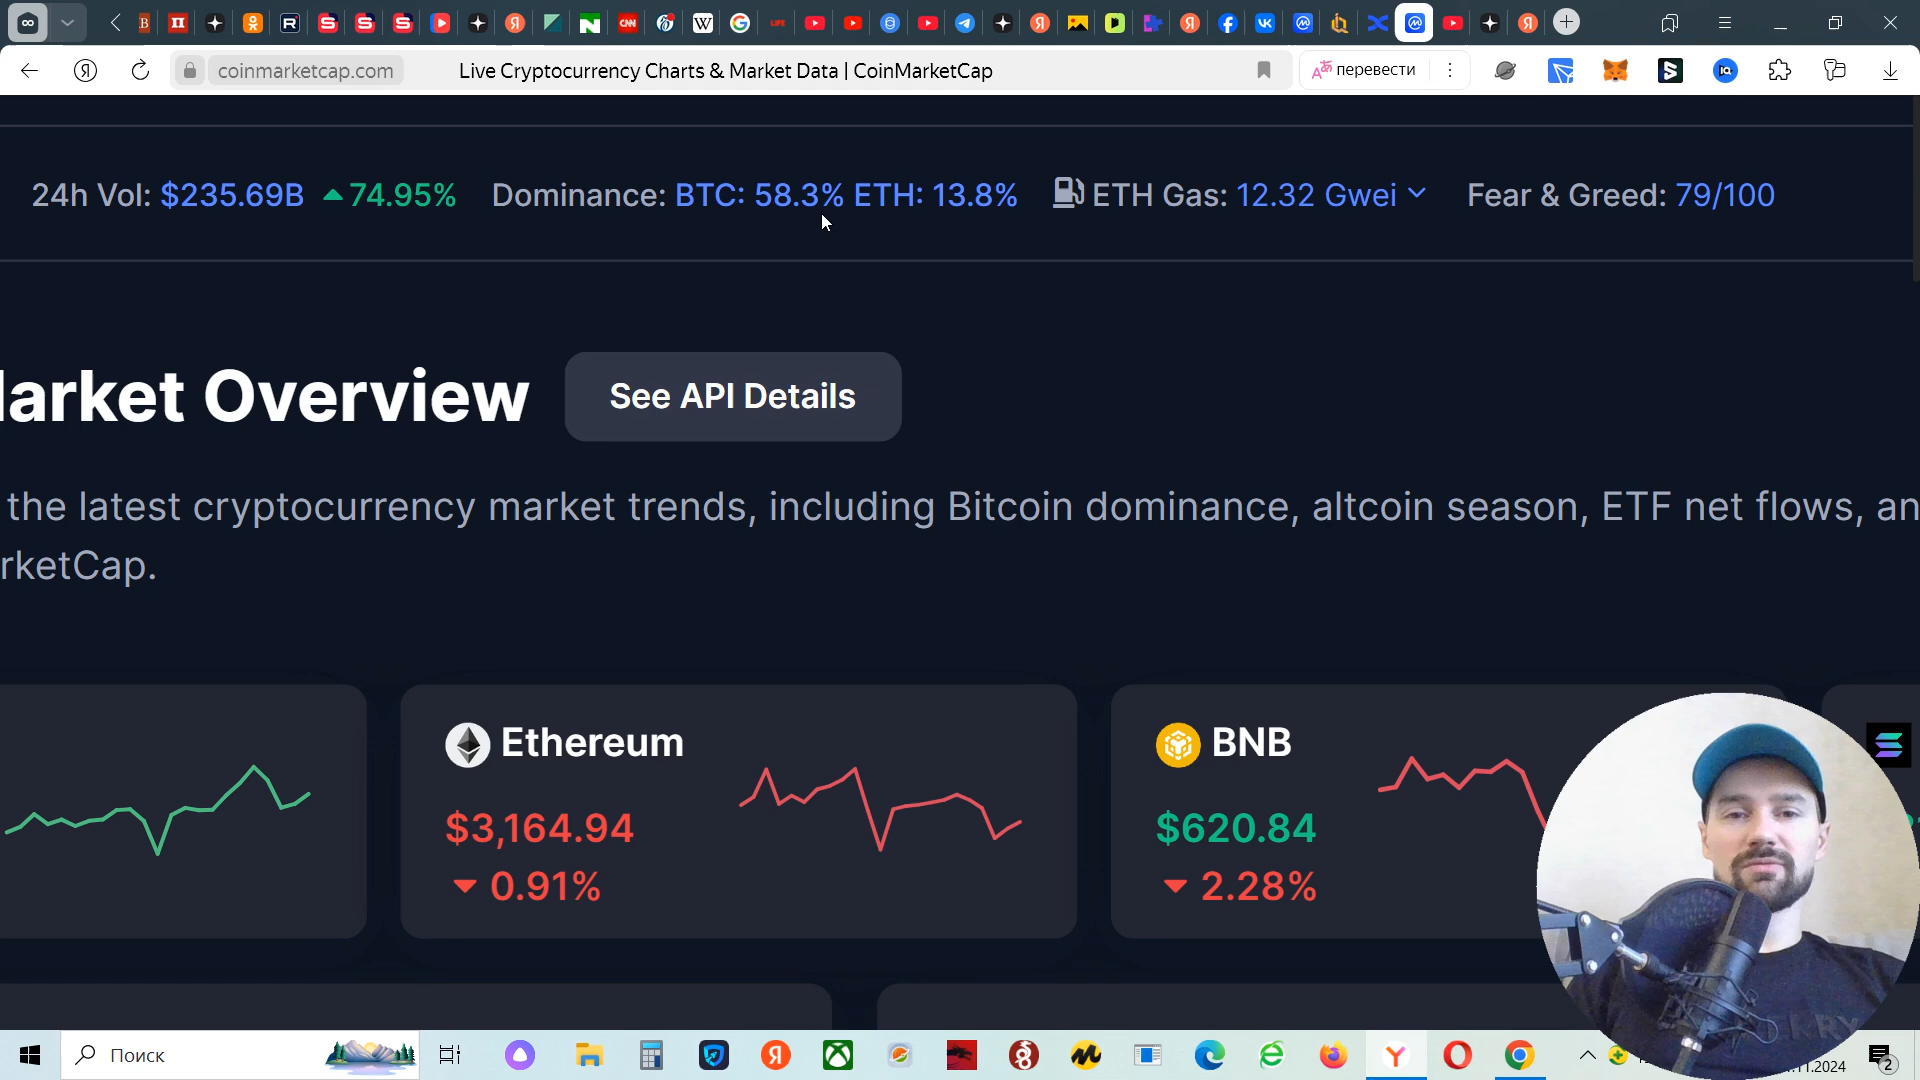 coinmarketcap.com
Live Cryptocurrency Charts & Market Data | CoinMarketCap
перевести
24h Vol: $235.69B 74.95% Dominance: BTC: 58.3% ETH: 13.8% ETH Gas: 12.32 Gwei Fear & Greed: 79/100
arket Overview
See API Details
the latest cryptocurrency market trends, including Bitcoin dominance, altcoin season, ETF net flows, an
rketCap.
Ethereum
$3,164.94
0.91%
BNB
$620.84
2.28%
Поиск
11.2024
2